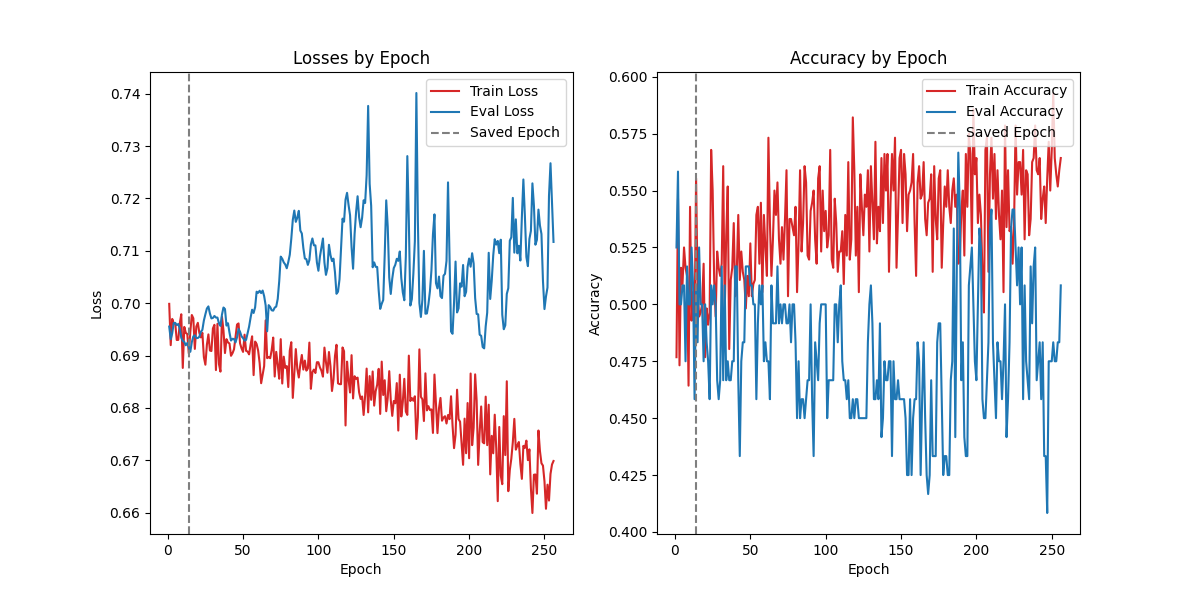 Losses by Epoch
Loss
0.74
0.73
0.72
0.71
0.70
0.69
0.68
0.67
0.66
0
50
100
150
200
250
Epoch
Train Loss
Eval Loss
Saved Epoch
Accuracy by Epoch
Accuracy
0.600
0.575
0.550
0.525
0.500
0.475
0.450
0.425
0.400
0
50
100
150
200
250
Epoch
Train Accuracy
Eval Accuracy
Saved Epoch